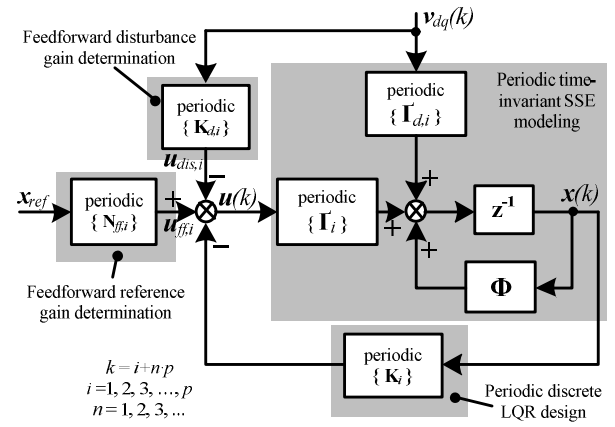 v_dq(k)
Feedforward disturbance
gain determination
Periodic time-
invariant SSE
modeling
periodic
{ K_d,i }
periodic
{ Γ_d,i }
u_dis,i
−
+
x_ref
periodic
{ N_ff,i }
+
u_ff,i
u(k)
−
periodic
{ Γ_i }
+
+
z⁻¹
x(k)
Φ
Feedforward reference
gain determination
k = i+n·p
i =1, 2, 3, …, p
n = 1, 2, 3, ...
periodic
{ K_i }
Periodic discrete
LQR design